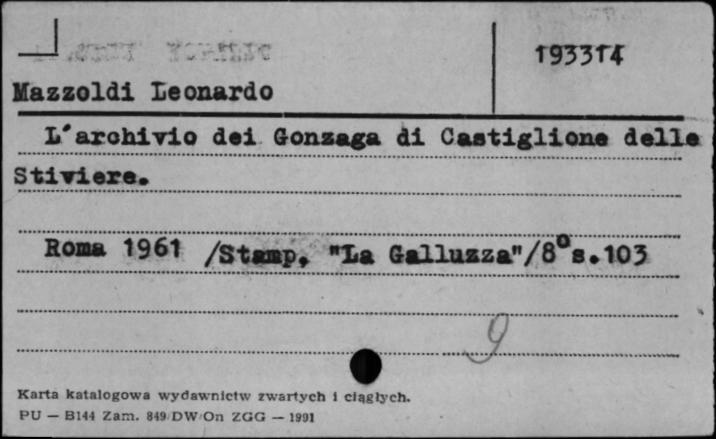 193314
Mazzoldi Leonardo
L'archivio dei Gonzaga di Castiglione delle
Stiviere.
Roma 1961 /Stamp. "La Galluzza"/8° s.103
9
Karta katalogowa wydawnictw zwartych i ciągłych.
PU — B144 Zam. 849/DW/On ZGG — 1991